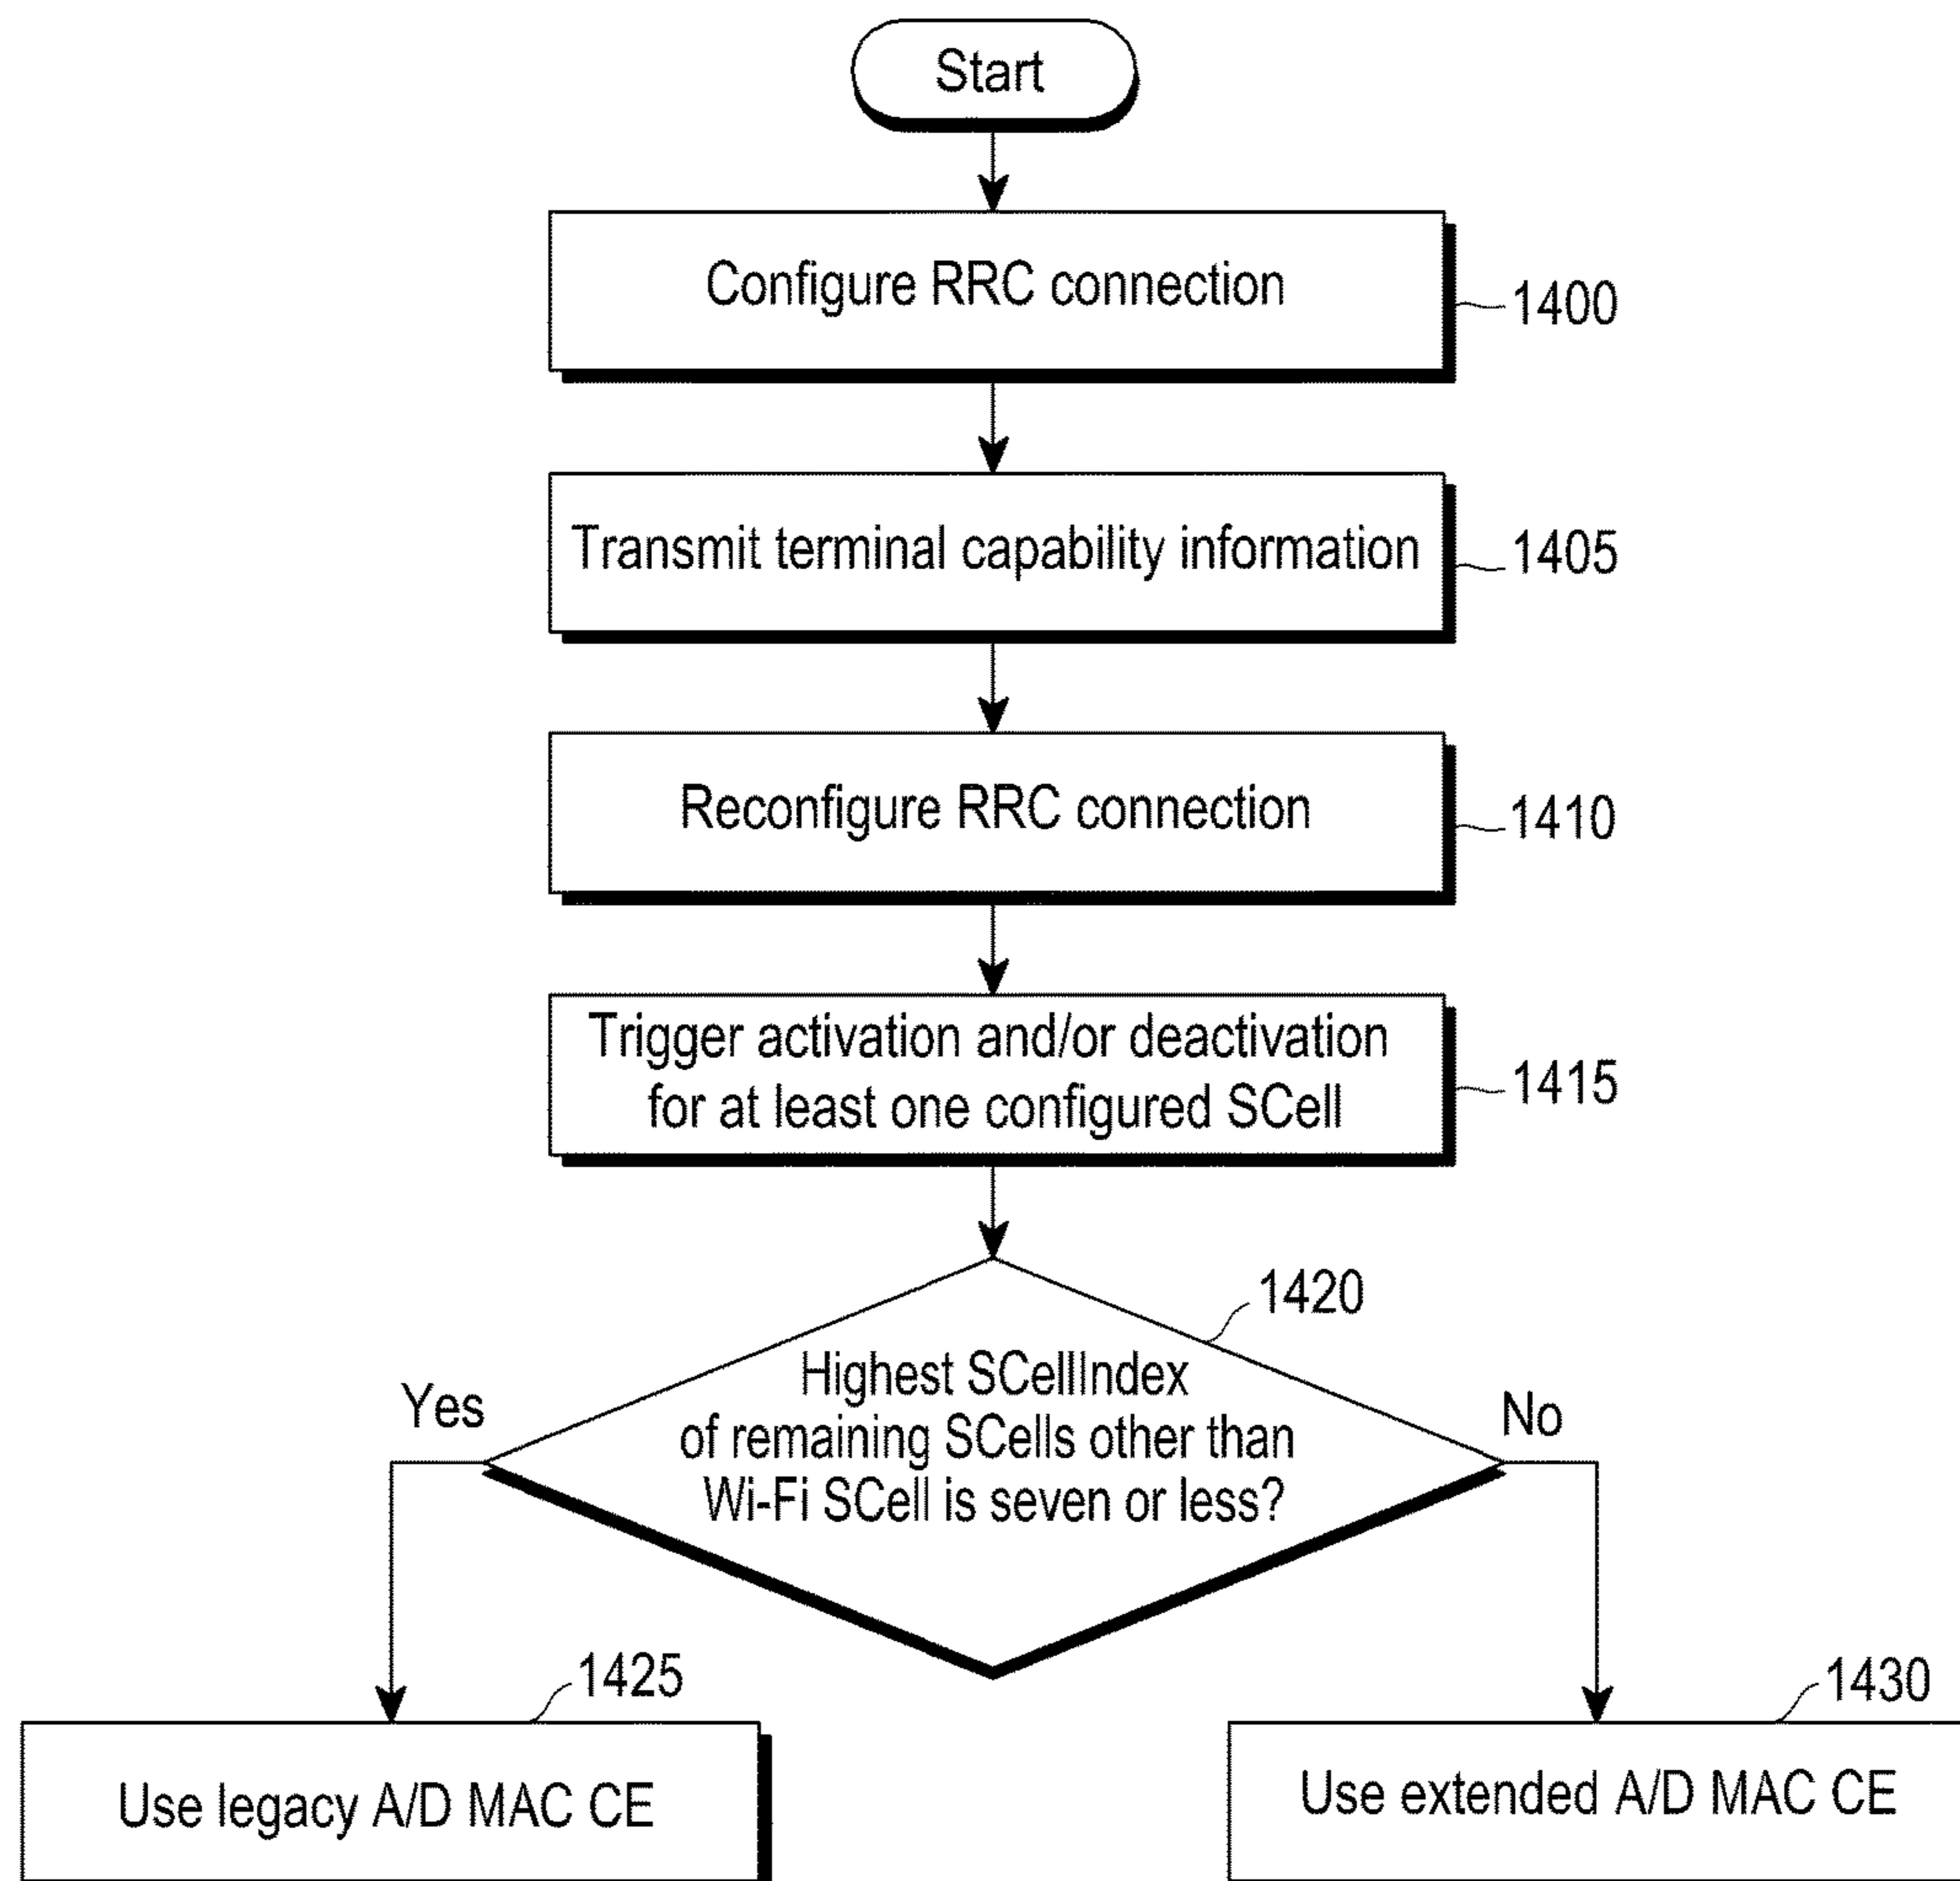 Start
Configure RRC connection
1400
Transmit terminal capability information
1405
Reconfigure RRC connection
1410
Trigger activation and/or deactivation
for at least one configured SCell
1415
1420
Highest SCellIndex
of remaining SCells other than
Wi-Fi SCell is seven or less?
Yes
No
1425
Use legacy A/D MAC CE
1430
Use extended A/D MAC CE